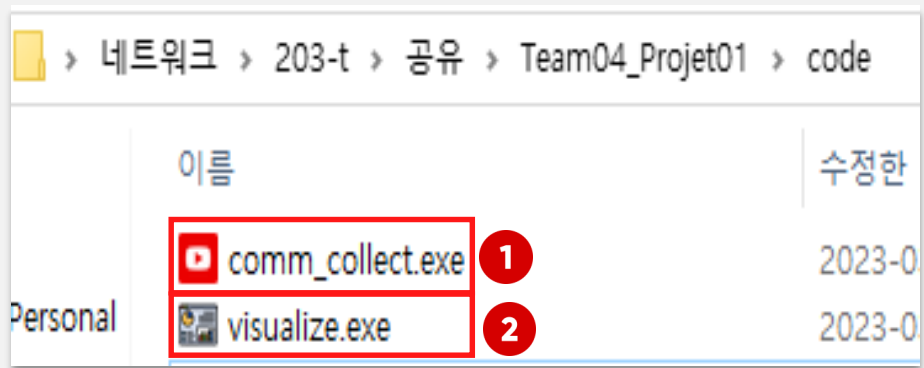 › 네트워크 › 203-t › 공유 › Team04_Projet01 › code
이름 수정한
comm_collect.exe 1 2023-0
Personal visualize.exe 2 2023-0